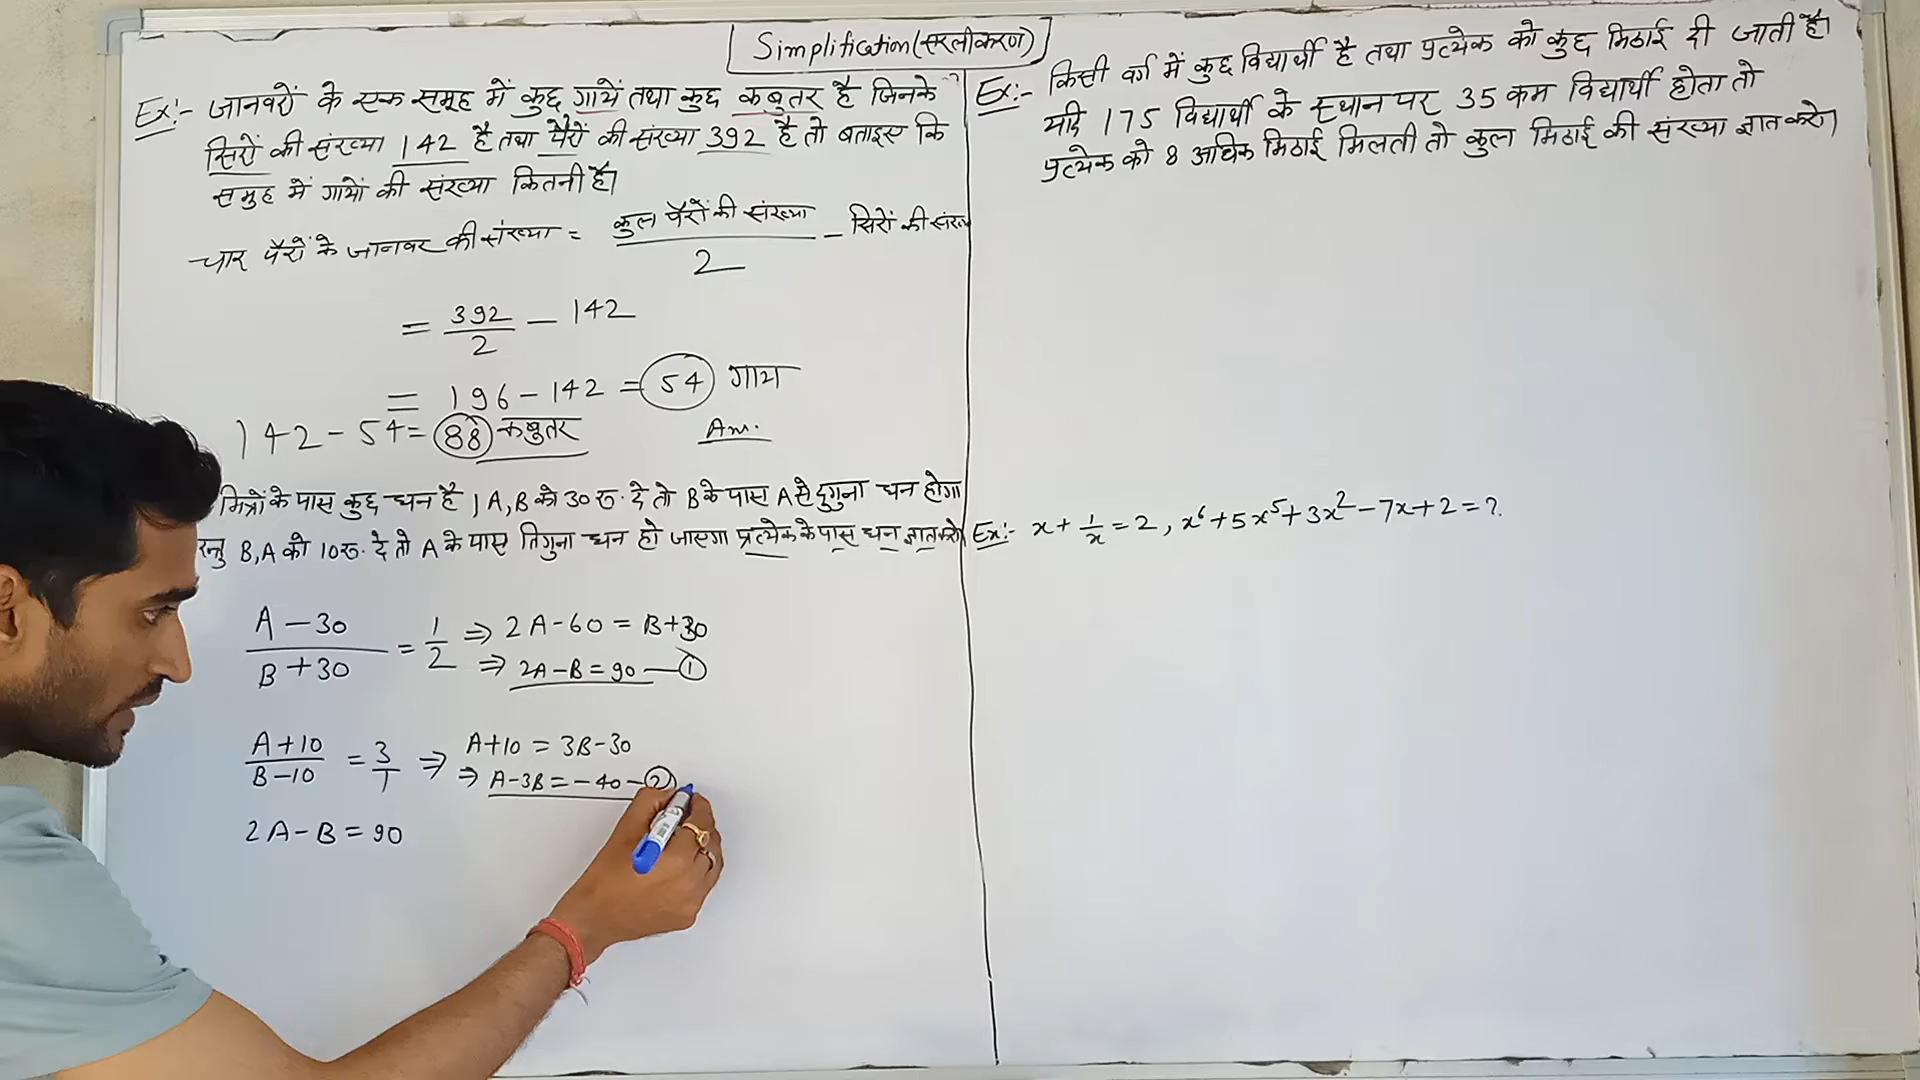 Simplification(सरलीकरण)
Ex:- जानवरों के एक समूह में कुछ गायें तथा कुछ कबुतर है जिनके
सिरों की संख्या 142 है तथा पैरों की संख्या 392 है तो बताइए कि
समुह में गायों की संख्या कितनी है।
चार पैरों के जानवर की संख्या = कुल पैरों की संख्या / 2 - सिरों की संख्
= 392/2 - 142
= 196 - 142 = 54 गाय
142 - 54 = 88 कबुतर
Ans.
मित्रों के पास कुछ धन है । A, B को 30 रु. दे तो B के पास A से दुगुना धन होगा
रन्तु B, A को 10 रु. दे तो A के पास तिगुना धन हो जाएगा प्रत्येक के पास धन ज्ञात करो
A - 30 / B + 30 = 1/2 ⇒ 2A - 60 = B + 30
⇒ 2A - B = 90 — ①
A + 10 / B - 10 = 3/1 ⇒ A + 10 = 3B - 30
⇒ A - 3B = - 40 - ②
2A - B = 90
Ex:- किसी वर्ग में कुछ विद्यार्थी है तथा प्रत्येक को कुछ मिठाई दी जाती है।
यदि 175 विद्यार्थी के स्थान पर 35 कम विद्यार्थी होता तो
प्रत्येक को 8 अधिक मिठाई मिलती तो कुल मिठाई की संख्या ज्ञात करो।
Ex:- x + 1/x = 2, x⁶ + 5x⁵ + 3x² - 7x + 2 = ?